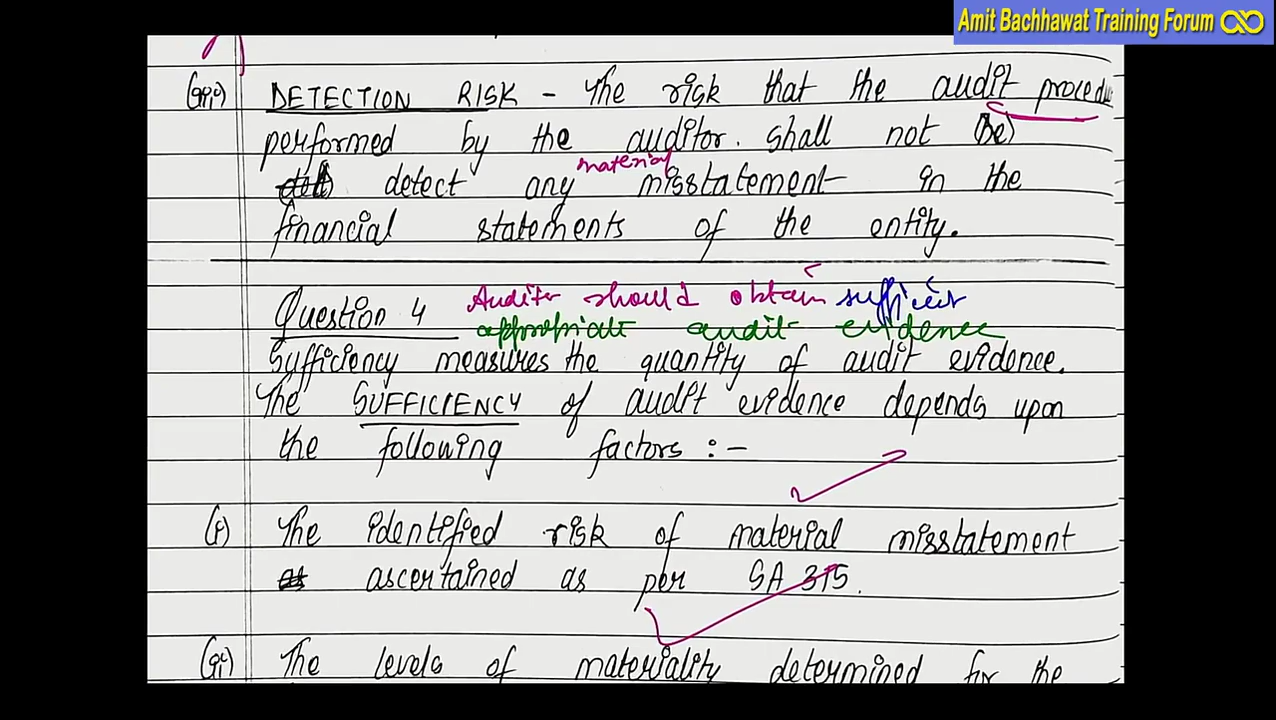 Amit Bachhawat Training Forum
(iii) DETECTION RISK - The risk that the audit procedu
performed by the auditor. shall not (be)
detect any material misstatement in the
financial statements of the entity.
Question 4 Auditor should obtain sufficient
appropriate audit evidence
Sufficiency measures the quantity of audit evidence.
The SUFFICIENCY of audit evidence depends upon
the following factors :-
(i) The identified risk of material misstatement
as ascertained as per SA 315.
(ii) The levels of materiality determined for the